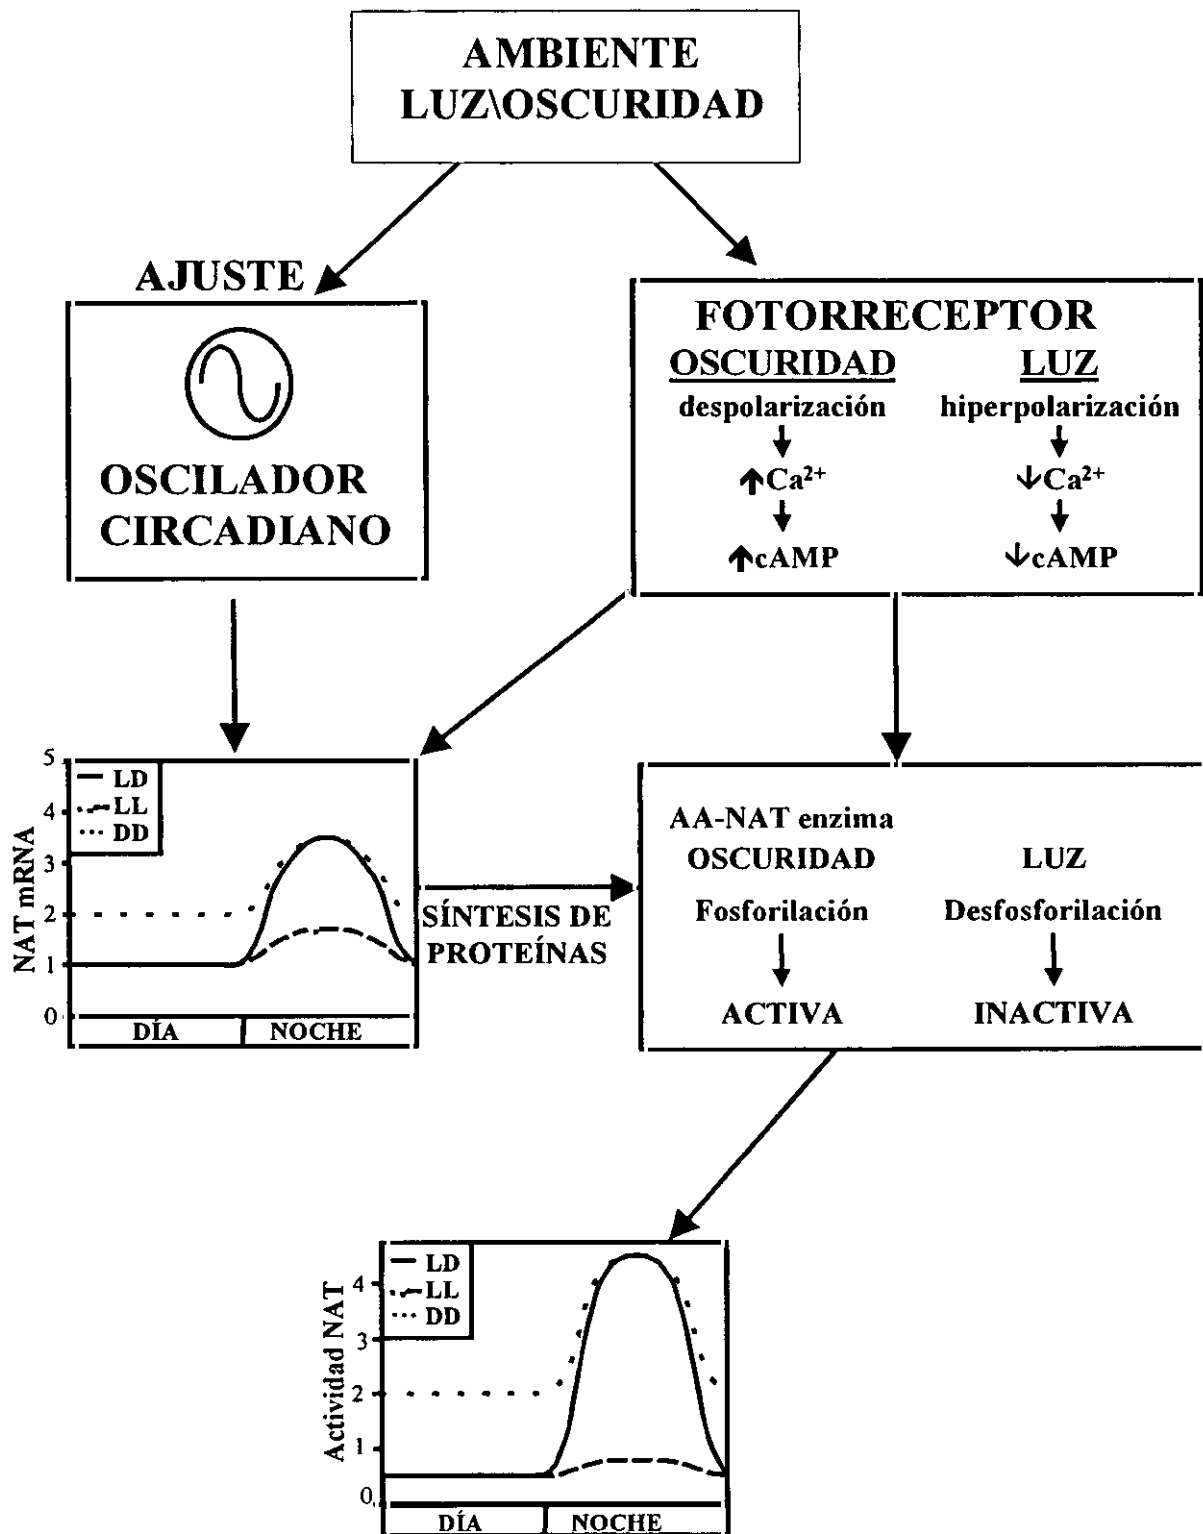 AMBIENTE
LUZ\OSCURIDAD
AJUSTE
OSCILADOR
CIRCADIANO
FOTORRECEPTOR
OSCURIDAD LUZ
despolarización hiperpolarización
↑Ca²⁺ ↓Ca²⁺
↑cAMP ↓cAMP
NAT mRNA
5
4
3
2
1
0
LD
LL
DD
DÍA NOCHE
SÍNTESIS DE
PROTEÍNAS
AA-NAT enzima
OSCURIDAD LUZ
Fosforilación Desfosforilación
ACTIVA INACTIVA
Actividad NAT
4
3
2
1
0
LD
LL
DD
DÍA NOCHE